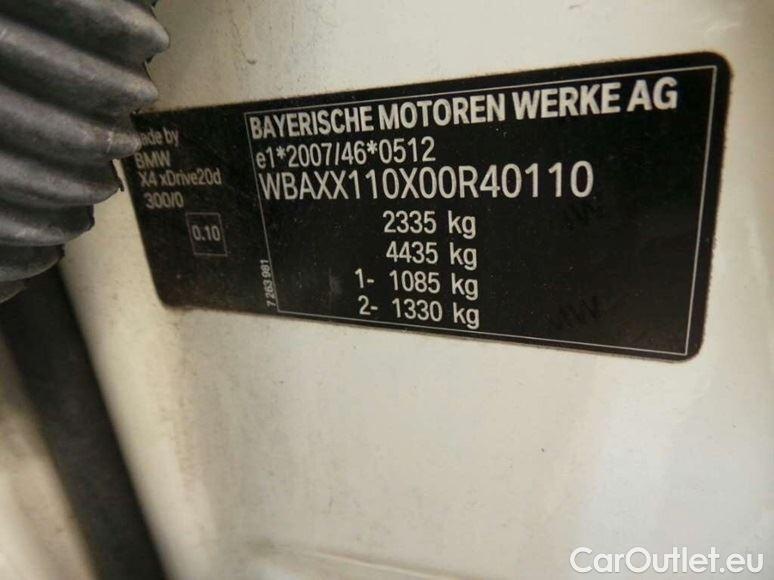 BAYERISCHE MOTOREN WERKE AG
e1*2007/46*0512
WBAXX110X00R40110
2335 kg
4435 kg
1- 1085 kg
2- 1330 kg
by
BMW
X4 xDrive20d
300/0
0.10
7 263 981
CarOutlet.eu